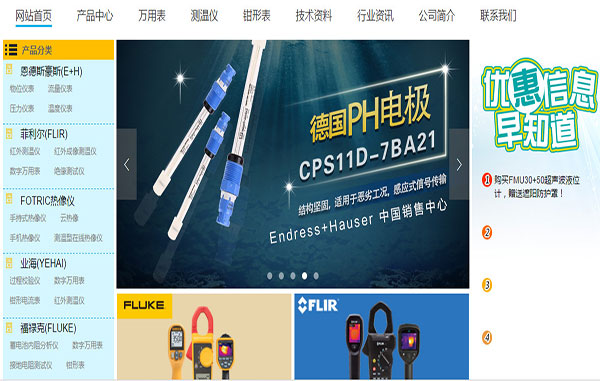 网站首页 产品中心 万用表 测温仪 钳形表 技术资料 行业资讯 公司简介 联系我们
产品分类
恩德斯豪斯(E+H)
物位仪表 流量仪表
压力仪表 温度仪表
菲利尔(FLIR)
红外测温仪 红外成像测温仪
数字万用表 绝缘测试仪
FOTRIC热像仪
手持式热像仪 云热像
手机热像仪 测温型在线热像仪
业海(YEHAI)
过程校验仪 数字万用表
钳形电流表 红外测温仪
福禄克(FLUKE)
蓄电池内阻分析仪 数字万用表
接地电阻测试仪 钳形表
德国PH电极
CPS11D-7BA21
结构坚固,适用于恶劣工况,感应式信号传输
Endress+Hauser 中国销售中心
FLUKE
FLIR
优惠信息
早知道
1 购买FMU30+50超声波液位
计,赠送遮阳防护罩!
2
3
4